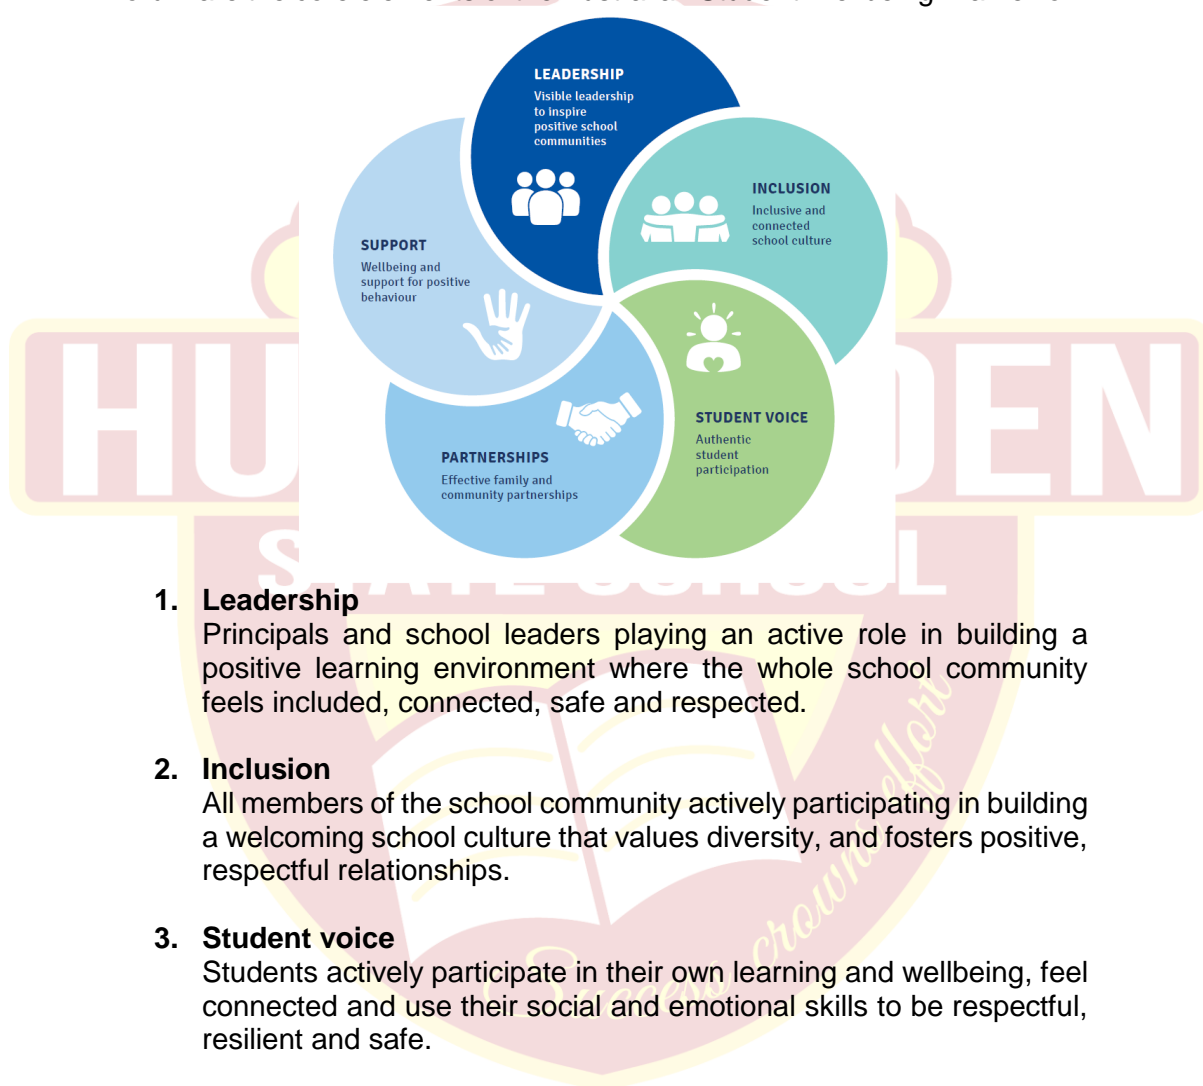 LEADERSHIP
Visible leadership
to inspire
positive school
communities
INCLUSION
Inclusive and
connected
school culture
SUPPORT
Wellbeing and
support for positive
behaviour
STUDENT VOICE
Authentic
student
participation
PARTNERSHIPS
Effective family and
community partnerships
STATE SCHOOL
1. Leadership
Principals and school leaders playing an active role in building a
positive learning environment where the whole school community
feels included, connected, safe and respected.
2. Inclusion
All members of the school community actively participating in building
a welcoming school culture that values diversity, and fosters positive,
respectful relationships.
3. Student voice
Students actively participate in their own learning and wellbeing, feel
connected and use their social and emotional skills to be respectful,
resilient and safe.
Success crowns effort